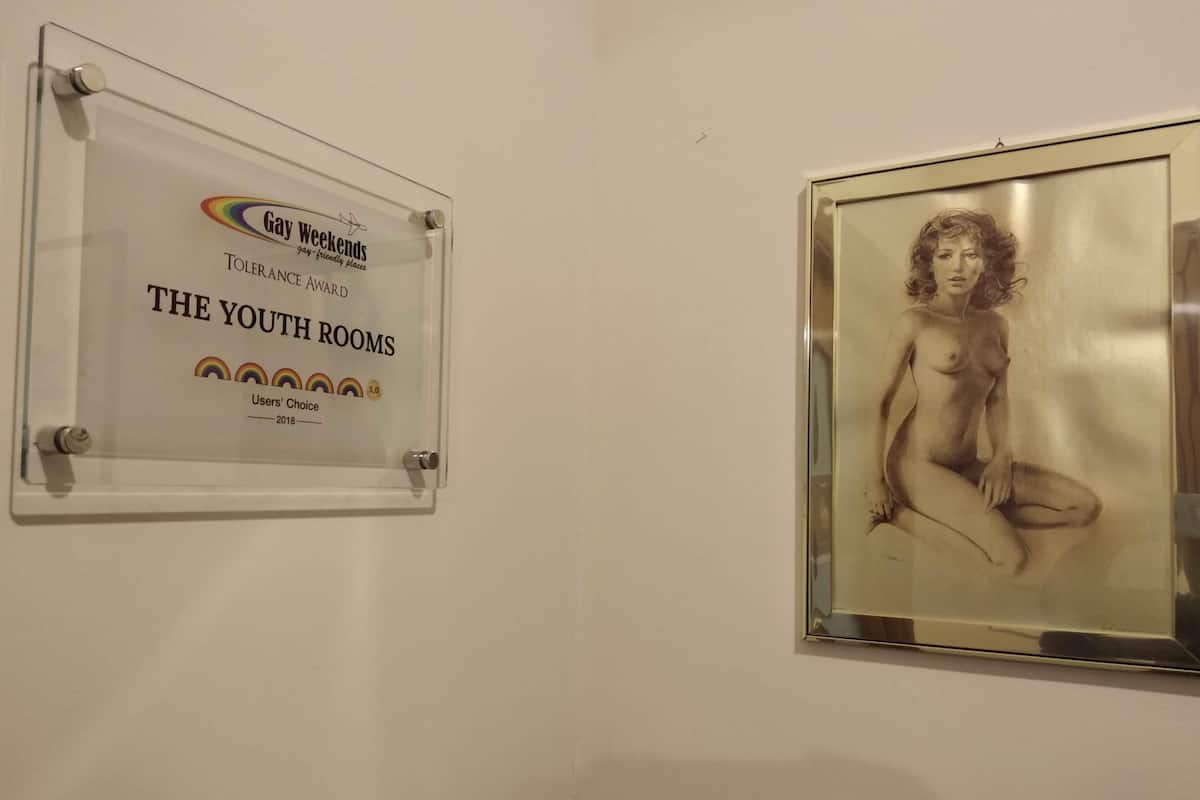 Gay Weekends
gay-friendly places
TOLERANCE AWARD
THE YOUTH ROOMS
Users' Choice
2018